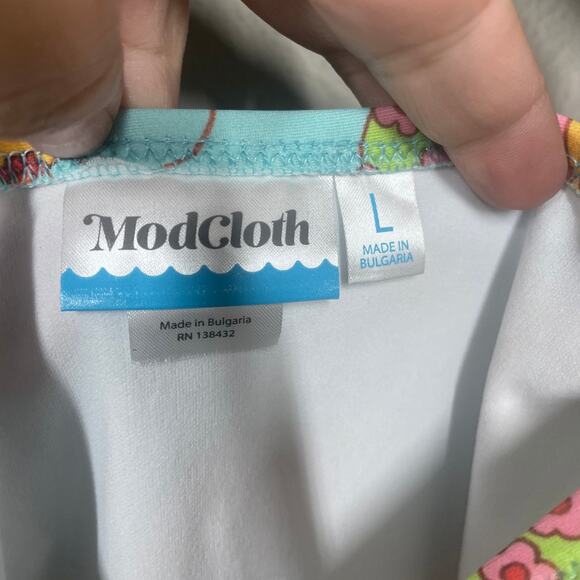 ModCloth
L
MADE IN
BULGARIA
Made in Bulgaria
RN 138432